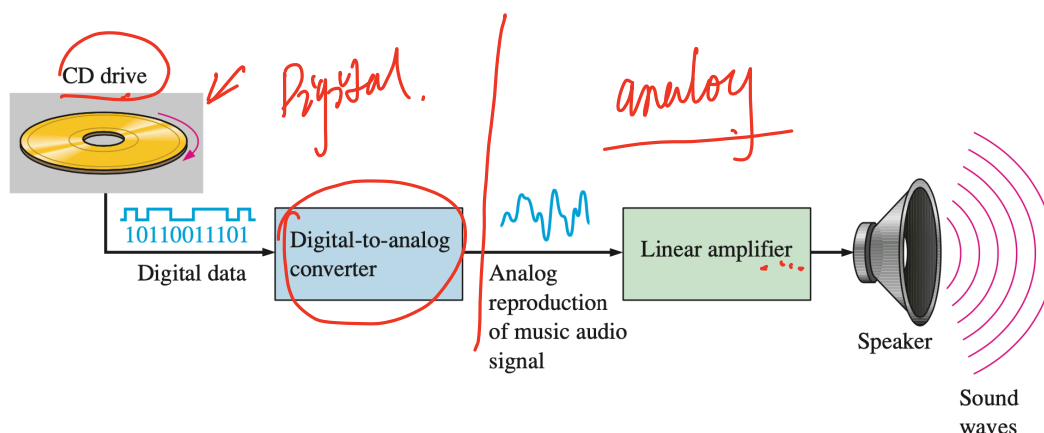 CD drive
Digital.
analog
10110011101
Digital data
Digital-to-analog
converter
Analog
reproduction
of music audio
signal
Linear amplifier
Speaker
Sound
waves